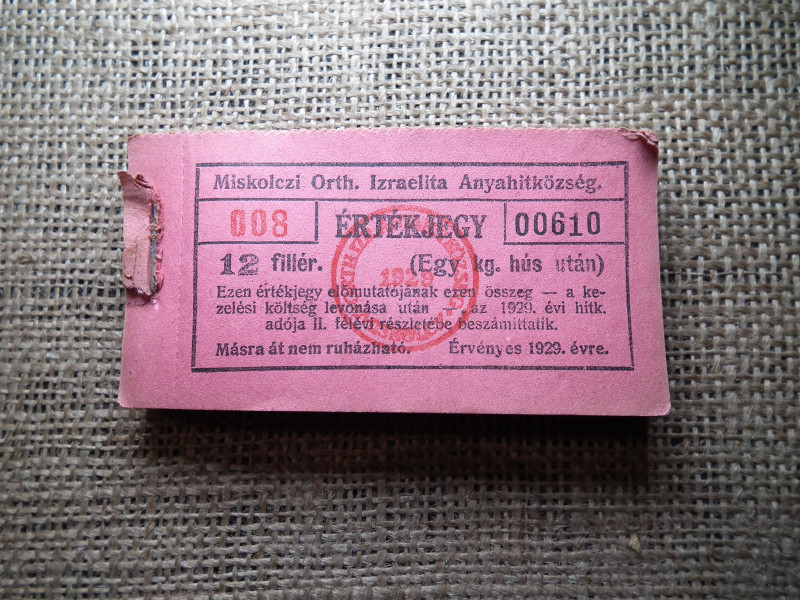 Miskolczi Orth. Izraelita Anyahitközség.
008 ÉRTÉKJEGY 00610
12 fillér. (Egy kg. hús után)
Ezen értékjegy előmutatójának ezen összeg — a ke-
zelési költség levonása után — az 1929. évi hitk.
adója II. félévi részletébe beszámittatik.
Másra át nem ruházható. Érvényes 1929. évre.
1929